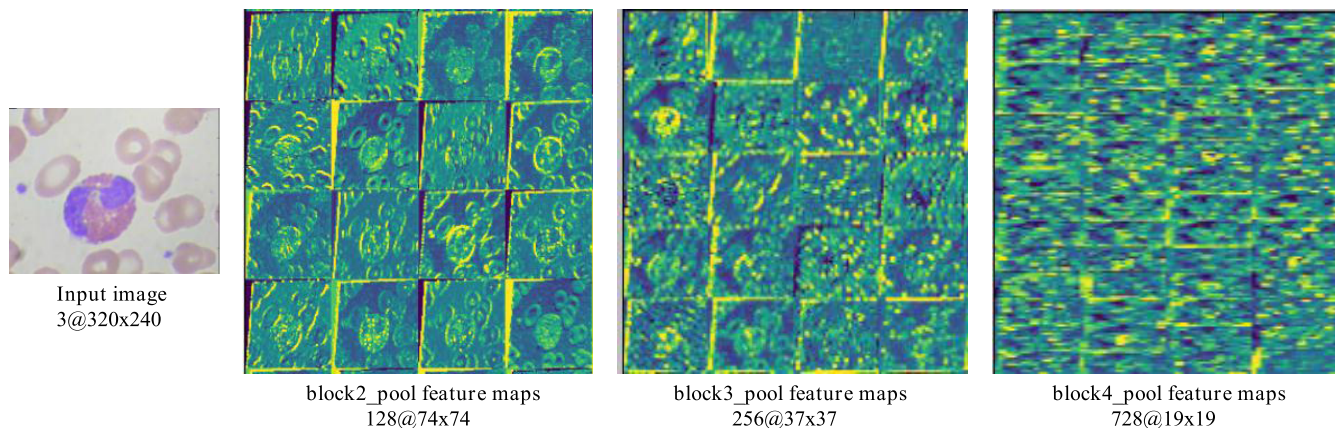 Input image
3@320x240
block2_pool feature maps
128@74x74
block3_pool feature maps
256@37x37
block4_pool feature maps
728@19x19